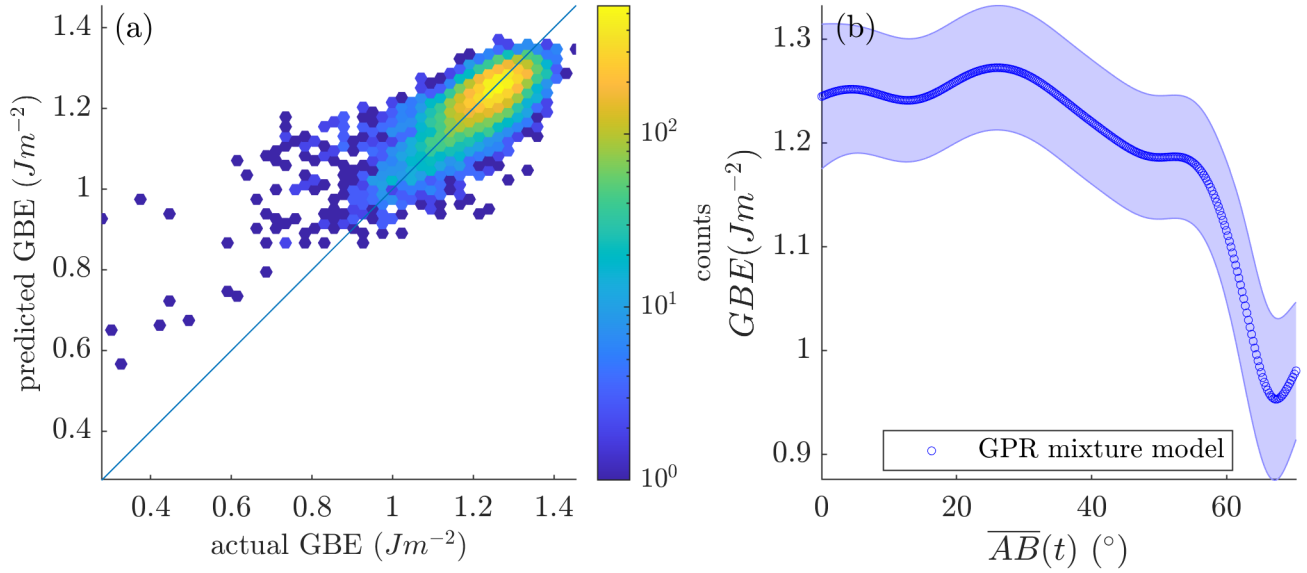 (a)
1.4
1.2
1
0.8
0.6
0.4
predicted GBE (Jm⁻²)
0.4 0.6 0.8 1 1.2 1.4
actual GBE (Jm⁻²)
10²
10¹
10⁰
counts
(b)
1.3
1.2
1.1
1
0.9
GBE(Jm⁻²)
GPR mixture model
0 20 40 60
A̅B̅(t) (°)